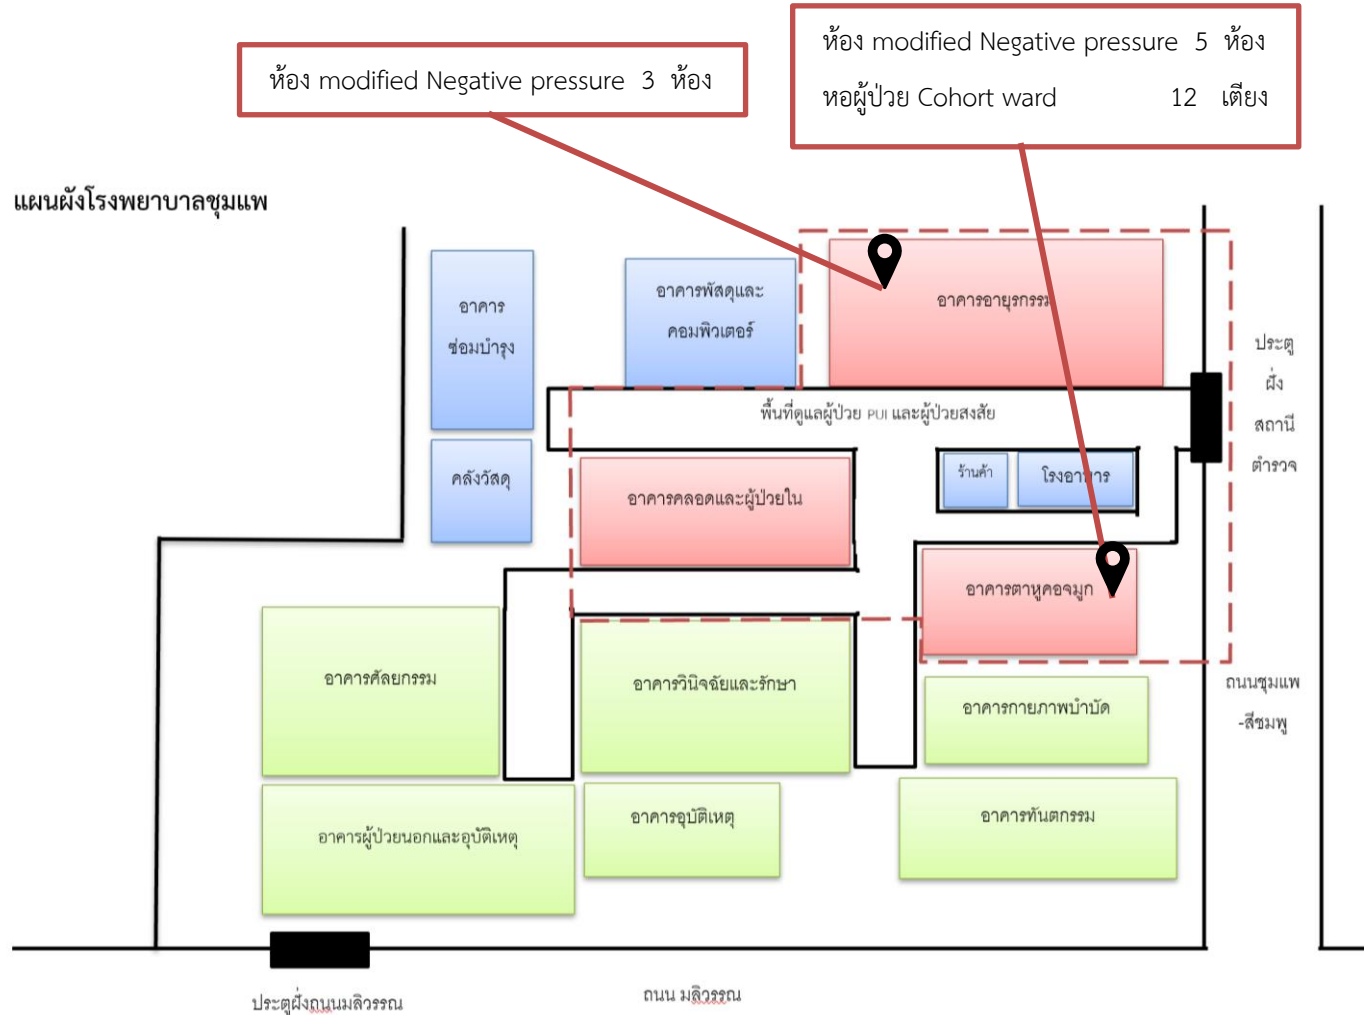 ห้อง modified Negative pressure 5 ห้อง
หอผู้ป่วย Cohort ward 12 เตียง
ห้อง modified Negative pressure 3 ห้อง
แผนผังโรงพยาบาลชุมแพ
อาคาร
ซ่อมบำรุง
อาคารพัสดุและ
คอมพิวเตอร์
อาคารอายุรกรรม
ประตู
ฝั่ง
สถานี
ตำรวจ
พื้นที่ดูแลผู้ป่วย PUI และผู้ป่วยสงสัย
คลังวัสดุ
อาคารคลอดและผู้ป่วยใน
ร้านค้า
โรงอาหาร
อาคารตาหูคอจมูก
อาคารศัลยกรรม
อาคารวินิจฉัยและรักษา
อาคารกายภาพบำบัด
ถนนชุมแพ
-สีชมพู
อาคารผู้ป่วยนอกและอุบัติเหตุ
อาคารอุบัติเหตุ
อาคารทันตกรรม
ประตูฝั่งถนนมลิวรรณ
ถนน มลิวรรณ